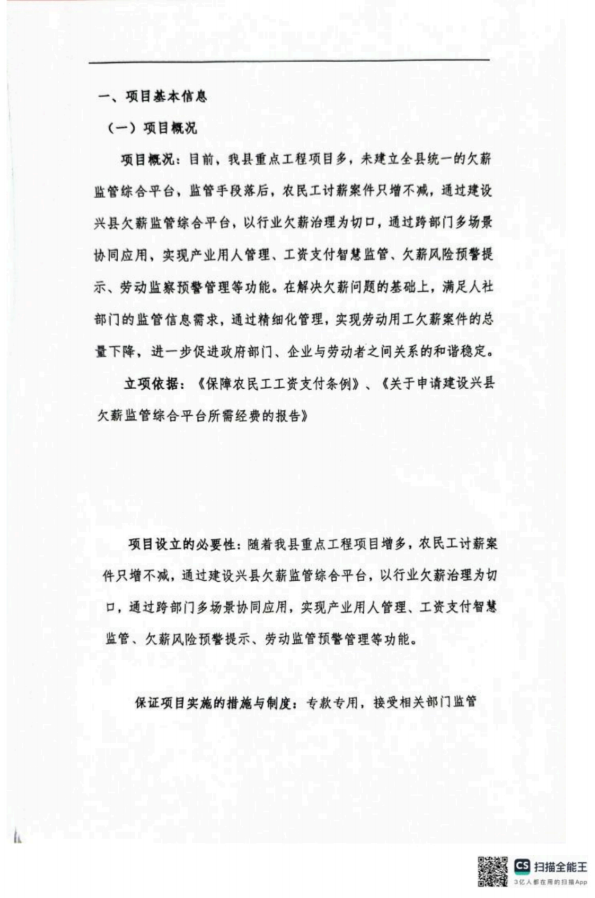 一、项目基本信息
（一）项目概况
项目概况：目前，我县重点工程项目多，未建立全县统一的欠薪
监管综合平台、监管手段落后，农民工讨薪案件只增不减，通过建设
兴县欠薪监管综合平台，以行业欠薪治理为切口，通过跨部门多场景
协同应用，实现产业用人管理、工资支付智慧监管、欠薪风险预警提
示、劳动监察预警管理等功能。在解决欠薪问题的基础上，满足人社
部门的监管信息需求，通过精细化管理，实现劳动用工欠薪案件的总
量下降，进一步促进政府部门、企业与劳动者之间关系的和谐稳定。
立项依据：《保障农民工工资支付条例》、《关于申请建设兴县
欠薪监管综合平台所需经费的报告》
项目设立的必要性：随着我县重点工程项目增多，农民工讨薪案
件只增不减，通过建设兴县欠薪监管综合平台，以行业欠薪治理为切
口，通过跨部门多场景协同应用，实现产业用人管理、工资支付智慧
监管、欠薪风险预警提示、劳动监管预警管理等功能。
保证项目实施的措施与制度：专款专用，接受相关部门监管
CS 扫描全能王
3亿人都在用的扫描App